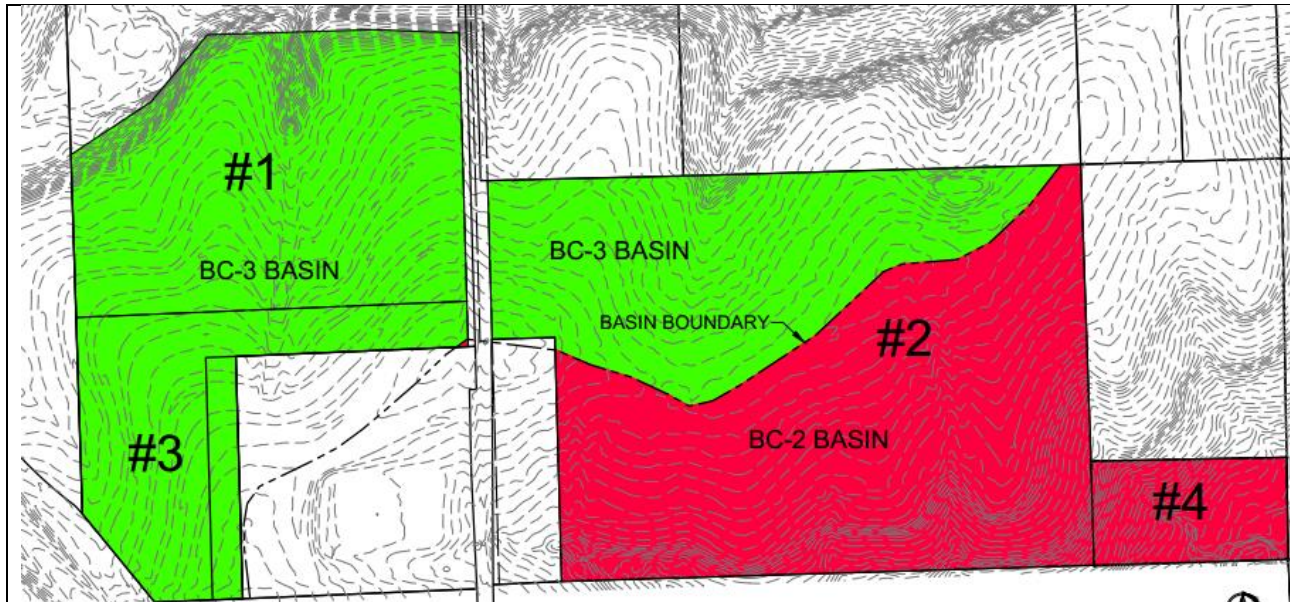 #1
BC-3 BASIN
BC-3 BASIN
BASIN BOUNDARY
#2
BC-2 BASIN
#3
#4